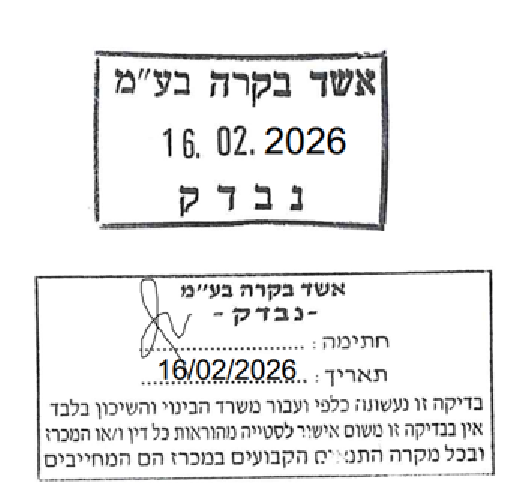 אשד בקרה בע"מ
16. 02. 2026
נבדק
אשד בקרה בע"מ
-נבדק-
חתימה :
תאריך : 16/02/2026
בדיקה זו נעשתה כלפי ועבור משרד הבינוי והשיכון בלבד
אין בבדיקה זו משום אישור לסטייה מהוראות כל דין ו/או המכרז
ובכל מקרה התנאים הקבועים במכרז הם המחייבים